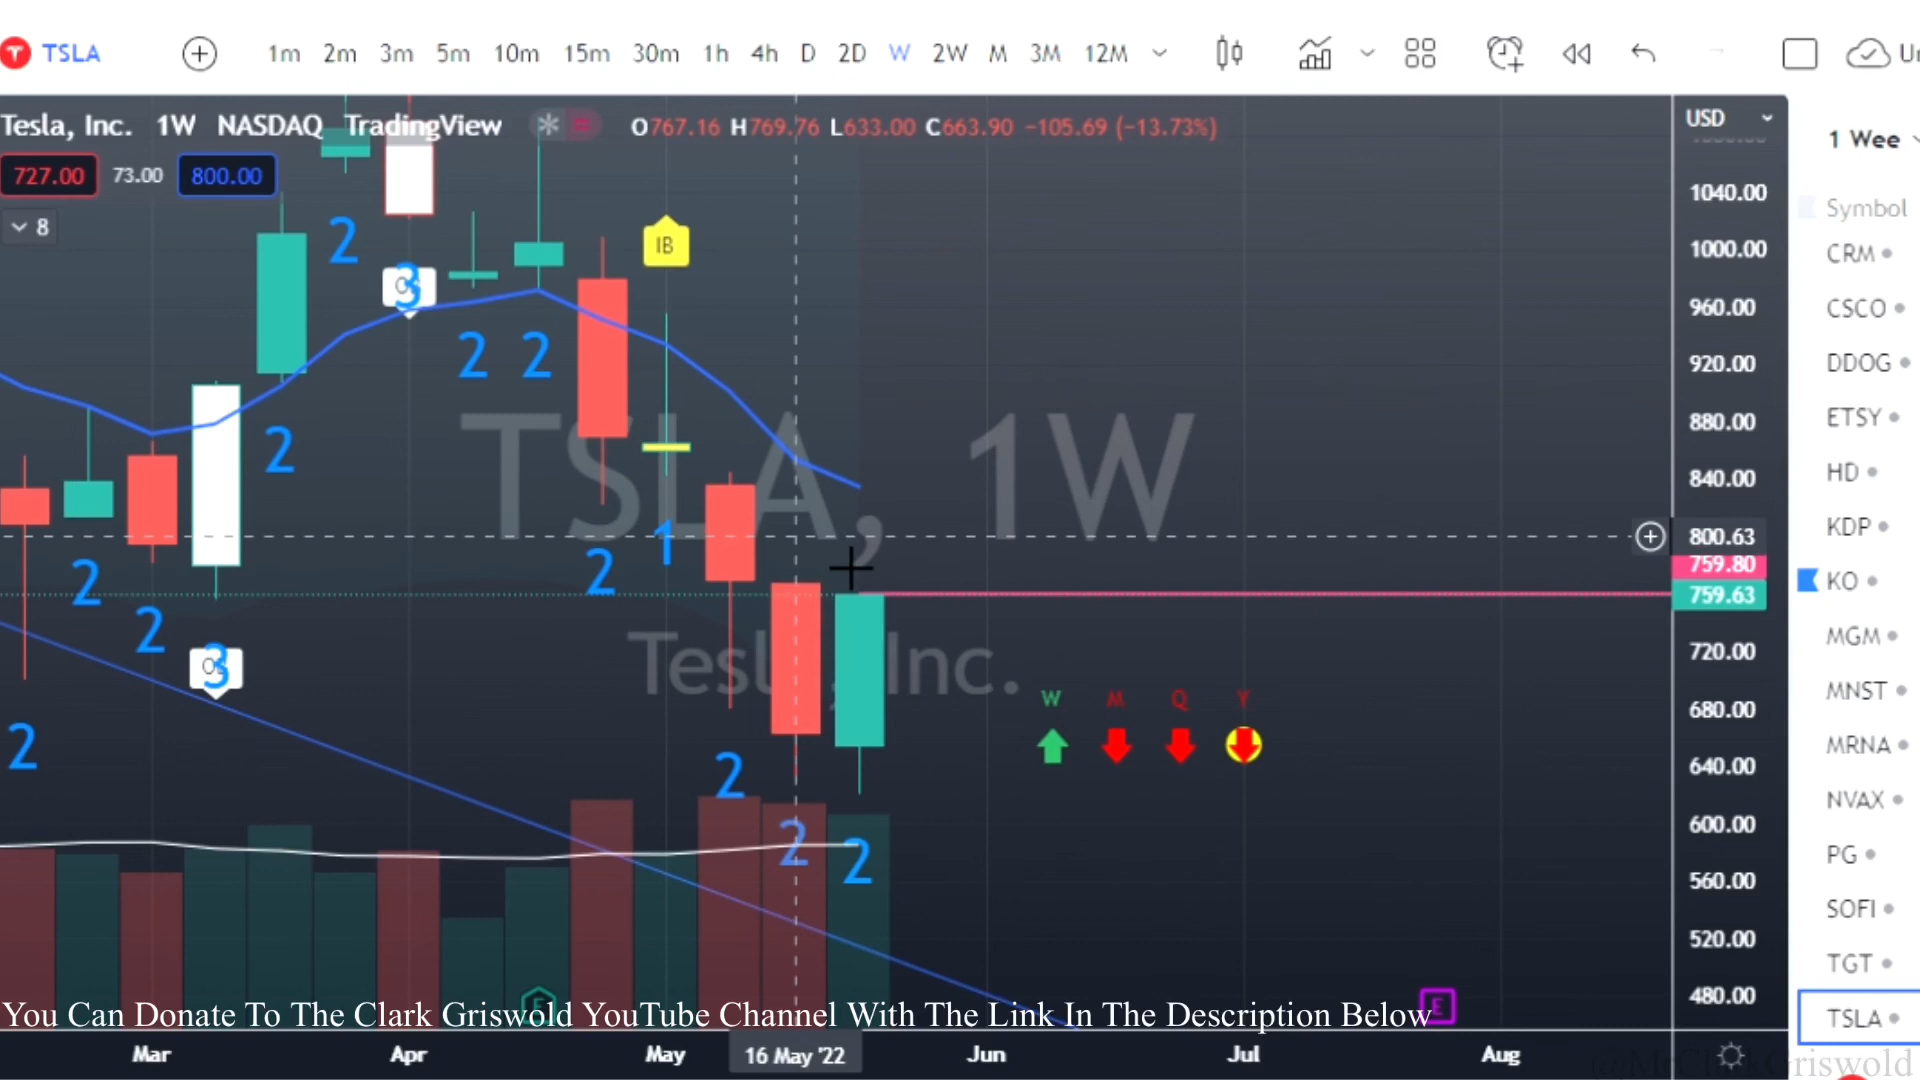 TSLA 1m 2m 3m 5m 10m 15m 30m 1h 4h D 2D W 2W M 3M 12M
Tesla, Inc. 1W NASDAQ TradingView O767.16 H769.76 L633.00 C663.90 −105.69 (−13.73%)
USD
1 Wee
727.00 73.00 800.00
8
1040.00
1000.00
960.00
920.00
880.00
840.00
800.63
759.80
759.63
720.00
680.00
640.00
600.00
560.00
520.00
480.00
Symbol
CRM
CSCO
DDOG
ETSY
HD
KDP
KO
MGM
MNST
MRNA
NVAX
PG
SOFI
TGT
TSLA
IB
2
3
2 2
2
2
2
3
2
2
1
2
2
2
TSLA, 1W
Inc.
W M Q Y
E
E
You Can Donate To The Clark Griswold YouTube Channel With The Link In The Description Below
Mar Apr May 16 May '22 Jun Jul Aug